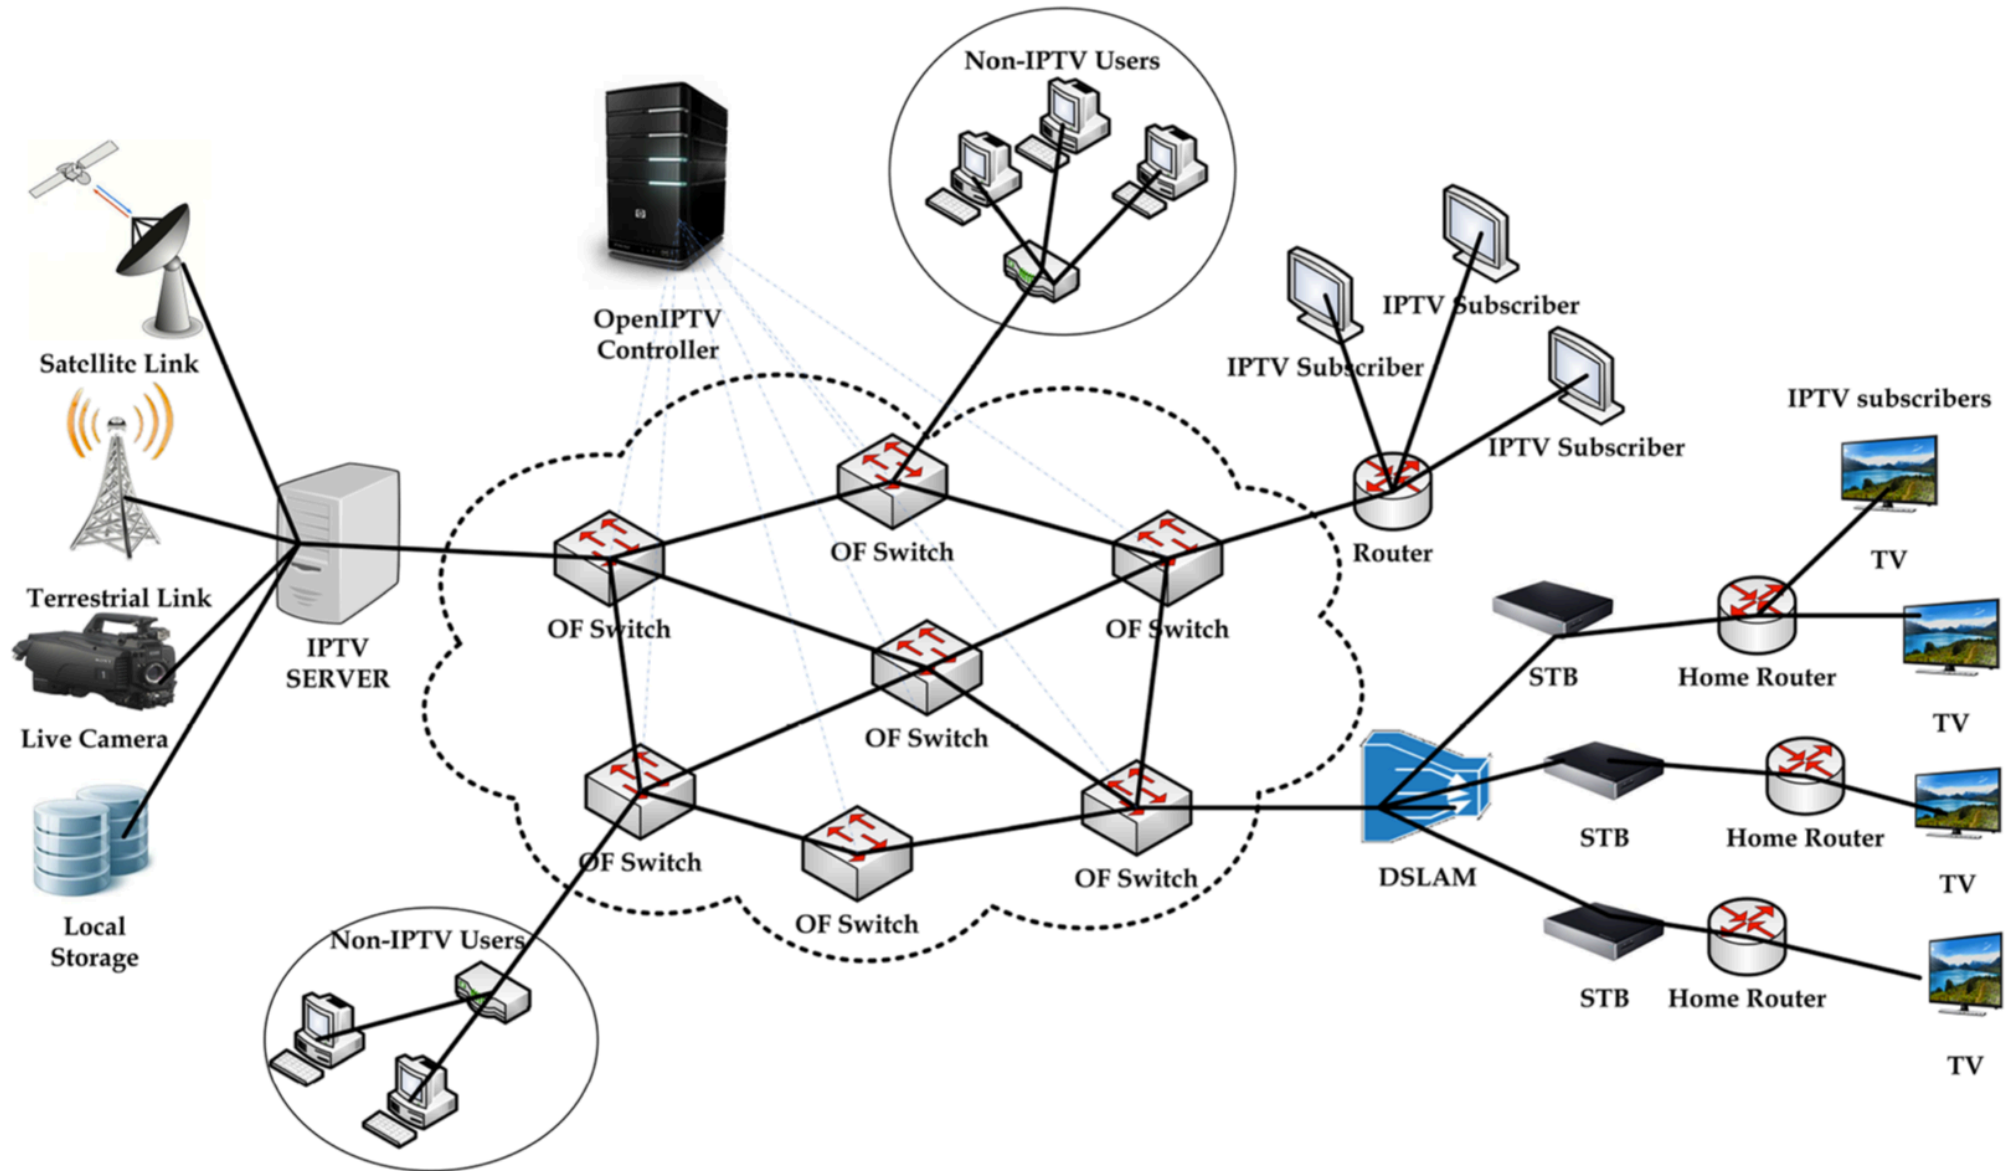 Non-IPTV Users
OpenIPTV
Controller
IPTV Subscriber
IPTV Subscriber
IPTV Subscriber
IPTV subscribers
Satellite Link
Terrestrial Link
Live Camera
Local
Storage
IPTV
SERVER
OF Switch
OF Switch
OF Switch
OF Switch
OF Switch
OF Switch
OF Switch
Router
TV
STB
Home Router
TV
DSLAM
STB
Home Router
TV
STB
Home Router
TV
Non-IPTV Users